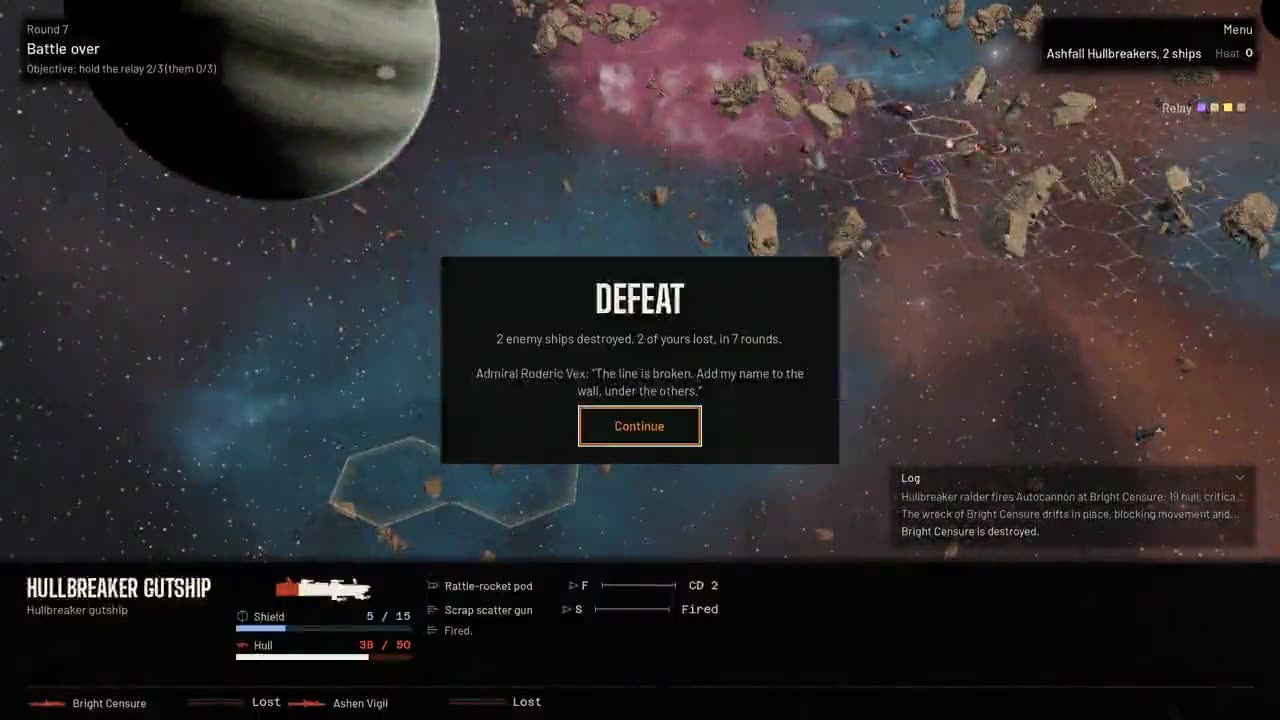 Round 7
Battle over
Objective: hold the relay 2/3 (them 0/3)
Menu
Ashfall Hullbreakers, 2 ships Heat 0
Relay
DEFEAT
2 enemy ships destroyed, 2 of yours lost, in 7 rounds.
Admiral Roderic Vex: "The line is broken. Add my name to the
wall, under the others."
Continue
Log
Hullbreaker raider fires Autocannon at Bright Censure: 19 hull, critica...
The wreck of Bright Censure drifts in place, blocking movement and...
Bright Censure is destroyed.
HULLBREAKER GUTSHIP
Hullbreaker gutship
Shield 5 / 15
Hull 38 / 50
Rattle-rocket pod F CD 2
Scrap scatter gun S Fired
Fired.
Bright Censure Lost Ashen Vigil Lost